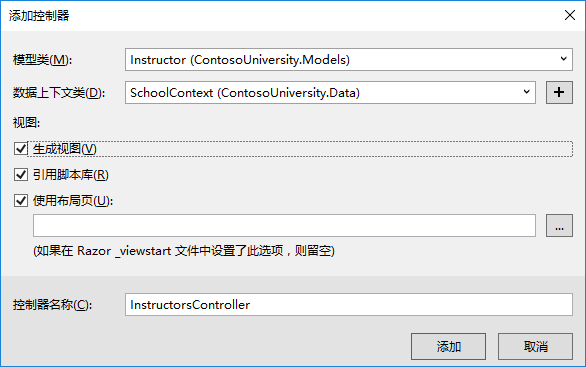 添加控制器
模型类(M): Instructor (ContosoUniversity.Models)
数据上下文类(D): SchoolContext (ContosoUniversity.Data) +
视图:
生成视图(V)
引用脚本库(R)
使用布局页(U):
...
(如果在 Razor _viewstart 文件中设置了此选项，则留空)
控制器名称(C): InstructorsController
添加 取消